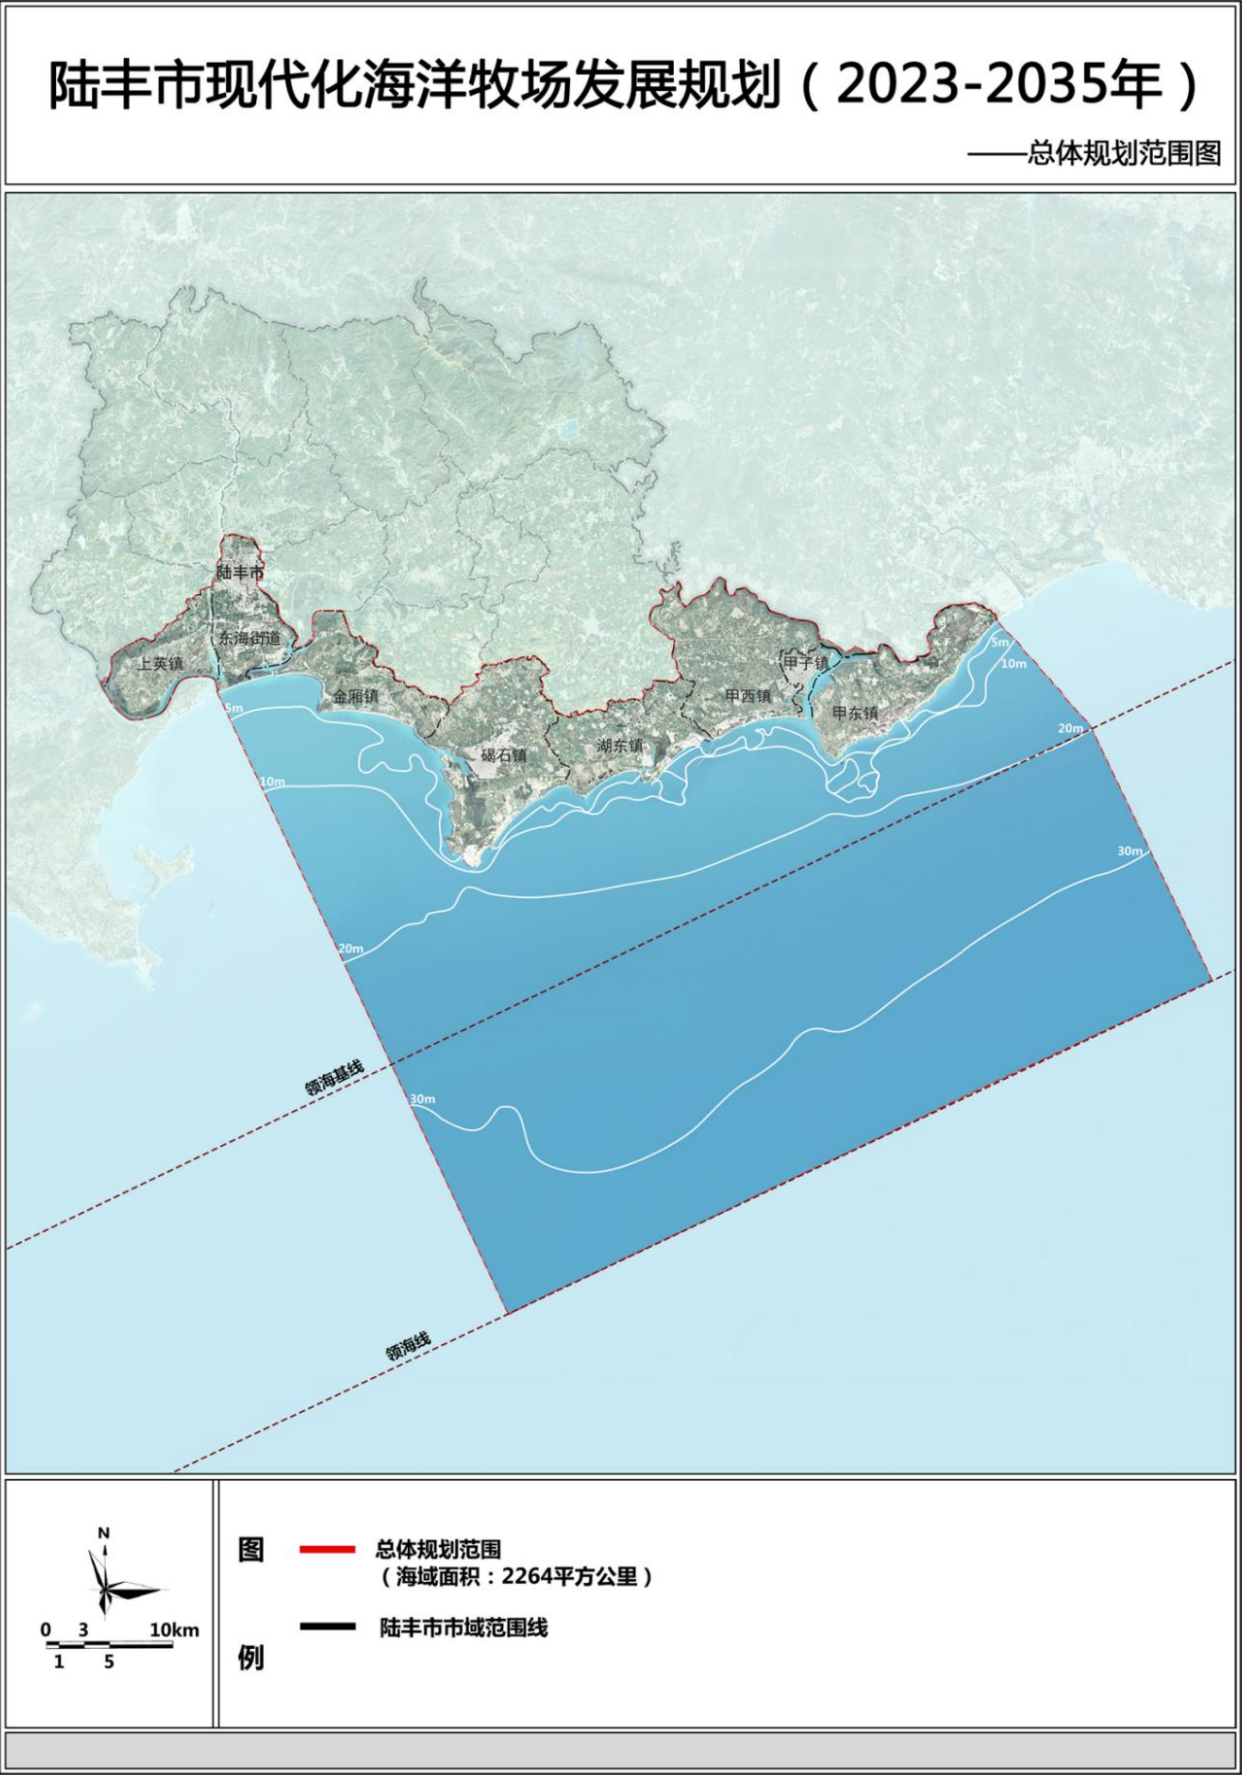 陆丰市现代化海洋牧场发展规划（2023-2035年）
——总体规划范围图
陆丰市
东海街道
上英镇
金厢镇
碣石镇
湖东镇
甲西镇
甲子镇
甲东镇
5m
10m
20m
30m
5m
10m
20m
30m
领海基线
领海线
N
0 3 10km
1 5
图
例
总体规划范围
（海域面积：2264平方公里）
陆丰市市域范围线